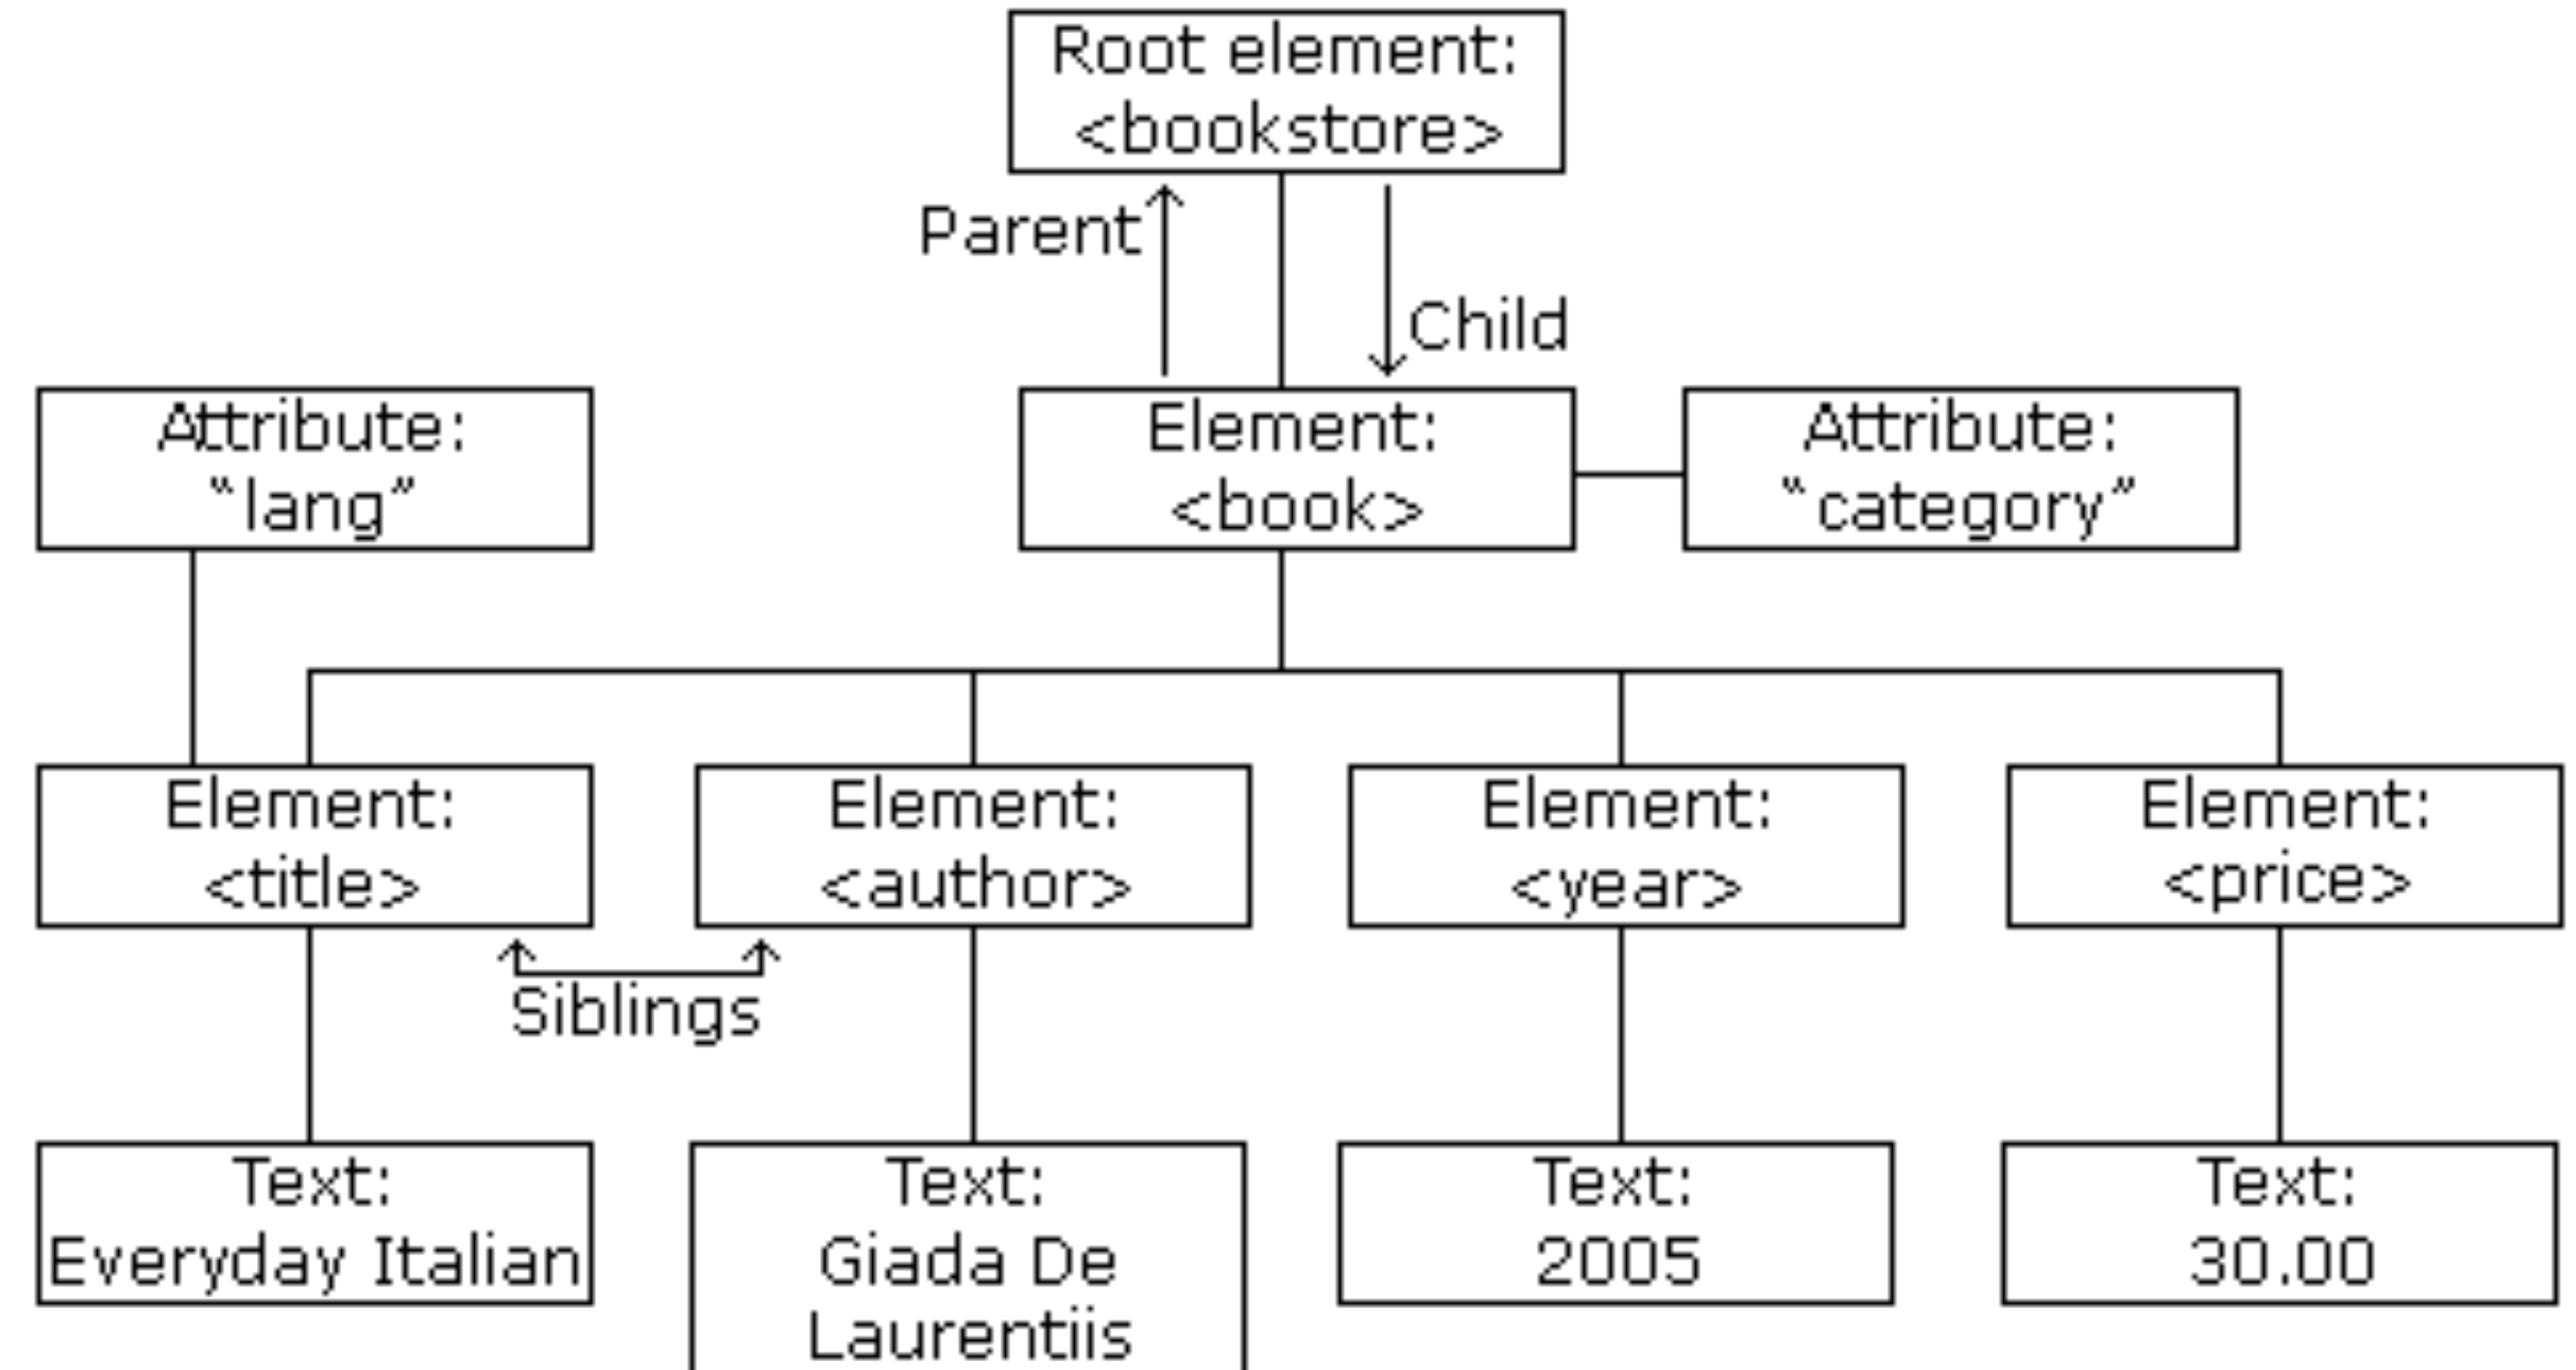 Root element:
<bookstore>
Parent
Child
Attribute:
“lang”
Element:
<book>
Attribute:
“category”
Element:
<title>
Element:
<author>
Element:
<year>
Element:
<price>
Siblings
Text:
Everyday Italian
Text:
Giada De
Laurentiis
Text:
2005
Text:
30.00